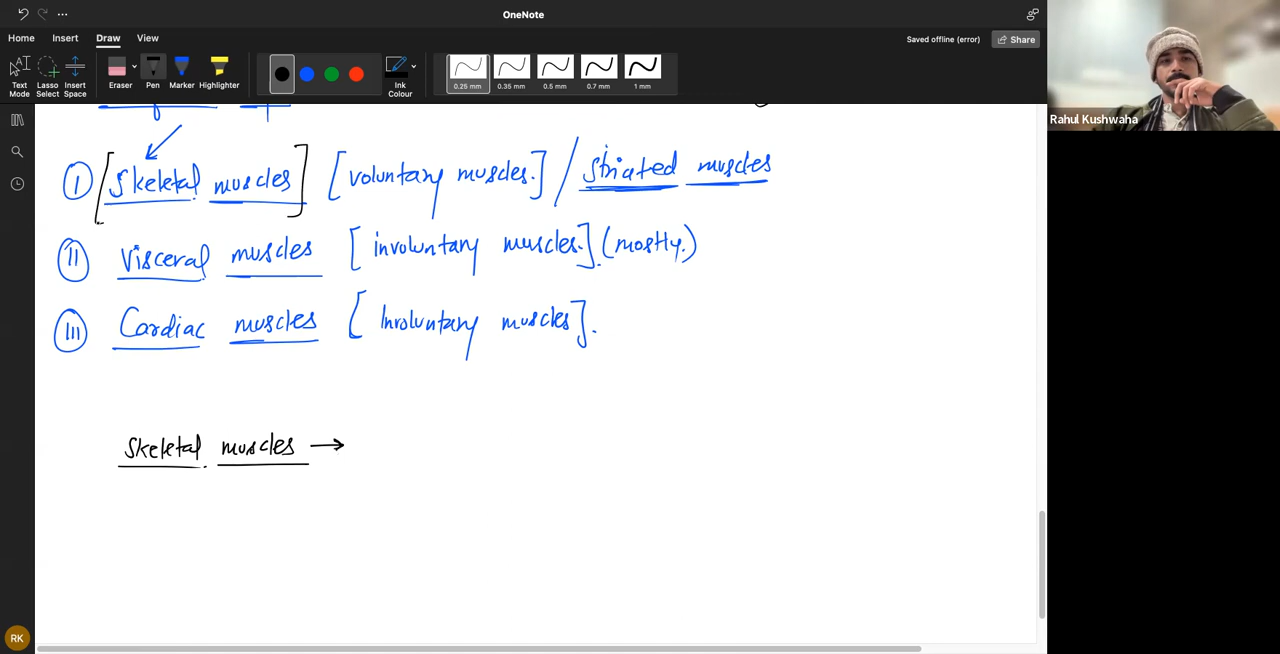 OneNote
Home Insert Draw View
Saved offline (error) Share
Text Mode Lasso Select Insert Space Eraser Pen Marker Highlighter Ink Colour 0.25 mm 0.35 mm 0.5 mm 0.7 mm 1 mm
Rahul Kushwaha
I [Skeletal muscles] [voluntary muscles.] / Striated muscles
II Visceral muscles [involuntary muscles.]. (mostly.)
III Cardiac muscles [Involuntary muscles].
Skeletal muscles →
RK